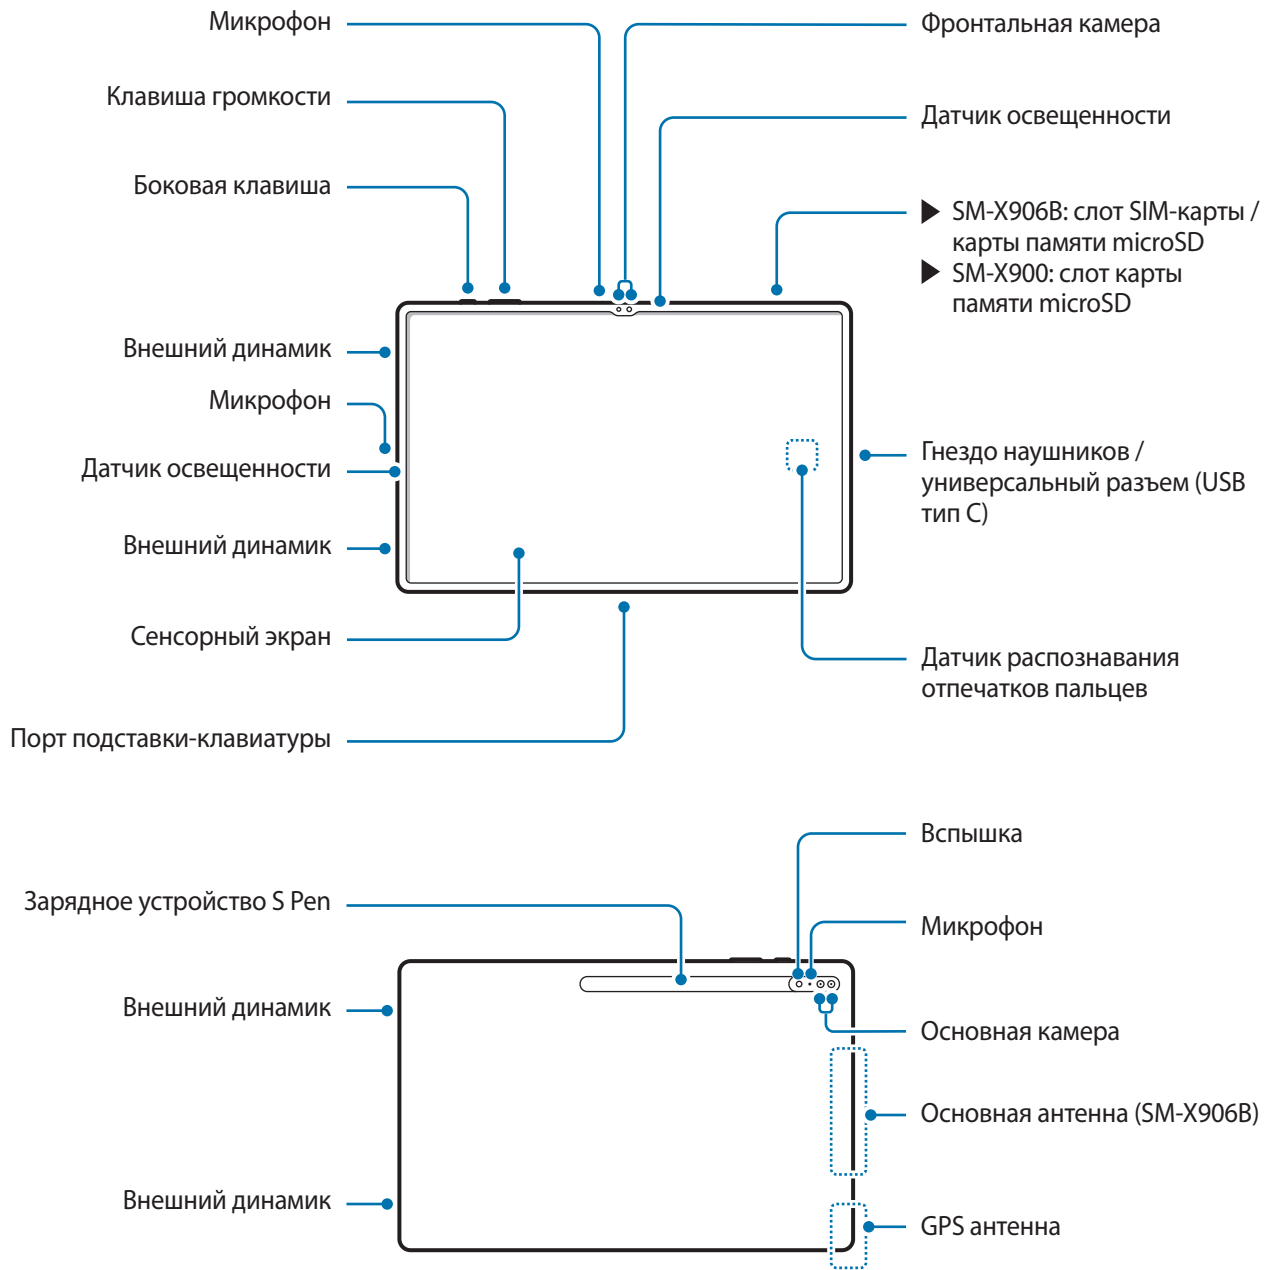 Микрофон
Фронтальная камера
Клавиша громкости
Датчик освещенности
Боковая клавиша
▶ SM-X906B: слот SIM-карты /
карты памяти microSD
▶ SM-X900: слот карты
памяти microSD
Внешний динамик
Микрофон
Датчик освещенности
Гнездо наушников /
универсальный разъем (USB
тип C)
Внешний динамик
Сенсорный экран
Датчик распознавания
отпечатков пальцев
Порт подставки-клавиатуры
Вспышка
Зарядное устройство S Pen
Микрофон
Внешний динамик
Основная камера
Основная антенна (SM-X906B)
Внешний динамик
GPS антенна